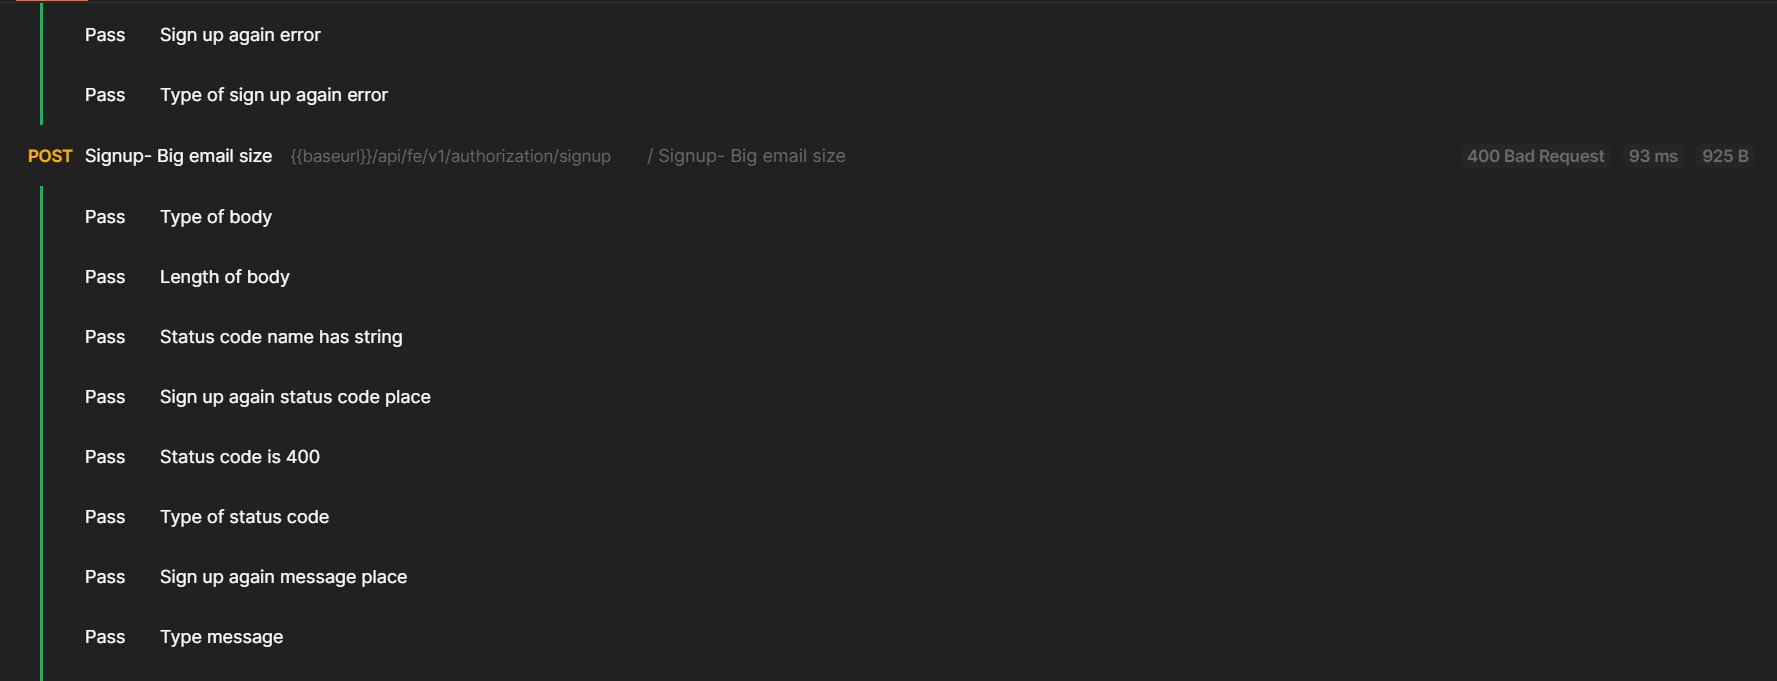 Pass Sign up again error
Pass Type of sign up again error
POST Signup- Big email size {{baseurl}}/api/fe/v1/authorization/signup / Signup- Big email size 400 Bad Request 93 ms 925 B
Pass Type of body
Pass Length of body
Pass Status code name has string
Pass Sign up again status code place
Pass Status code is 400
Pass Type of status code
Pass Sign up again message place
Pass Type message